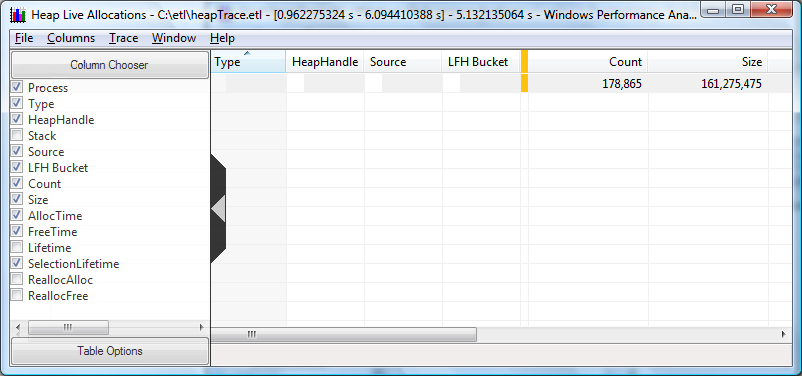 Heap Live Allocations - C:\etl\heapTrace.etl - [0.962275324 s - 6.094410388 s] - 5.132135064 s - Windows Performance Ana...
File Columns Trace Window Help
Column Chooser
Process
Type
HeapHandle
Stack
Source
LFH Bucket
Count
Size
AllocTime
FreeTime
Lifetime
SelectionLifetime
ReallocAlloc
ReallocFree
Table Options
Type HeapHandle Source LFH Bucket Count Size
178,865 161,275,475